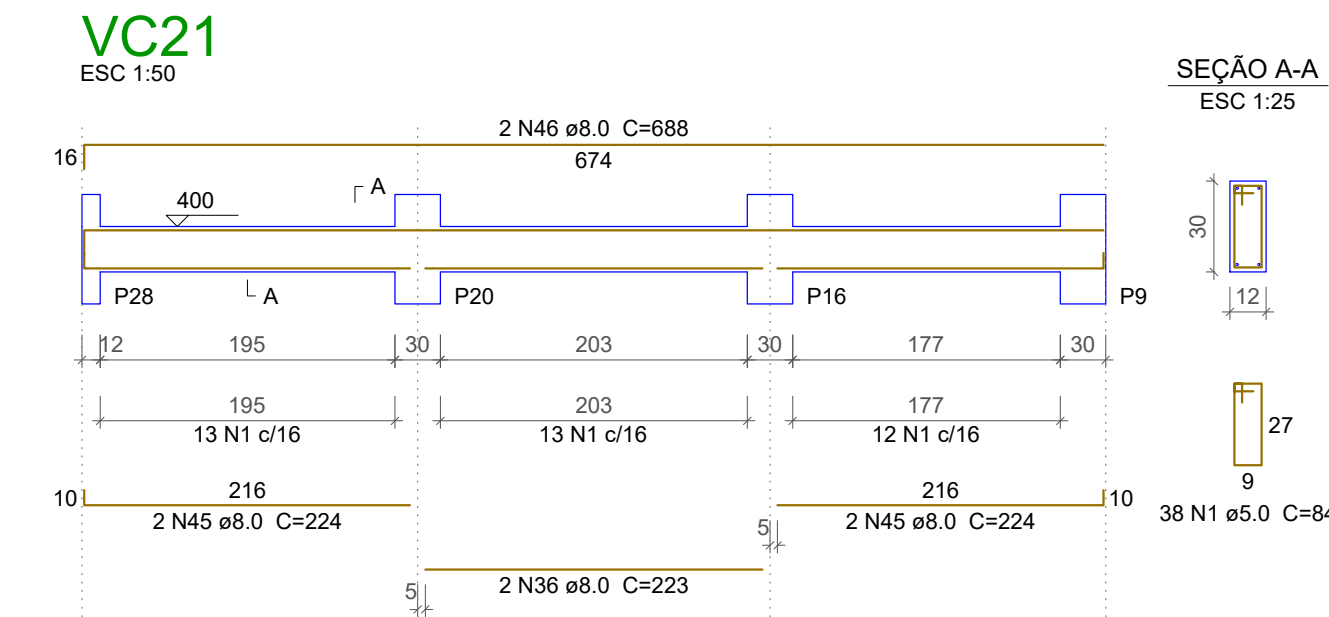 VC21
ESC 1:50
SEÇÃO A-A
ESC 1:25
2 N46 ø8.0 C=688
16
674
A
400
30
A
P28
P20
P16
P9
12
12
195
30
203
30
177
30
195
203
177
13 N1 c/16
13 N1 c/16
12 N1 c/16
27
9
38 N1 ø5.0 C=84
10
216
2 N45 ø8.0 C=224
216
10
2 N45 ø8.0 C=224
5
2 N36 ø8.0 C=223
5